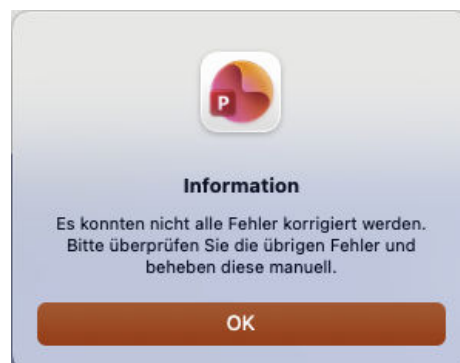 P
Information
Es konnten nicht alle Fehler korrigiert werden.
Bitte überprüfen Sie die übrigen Fehler und
beheben diese manuell.
OK